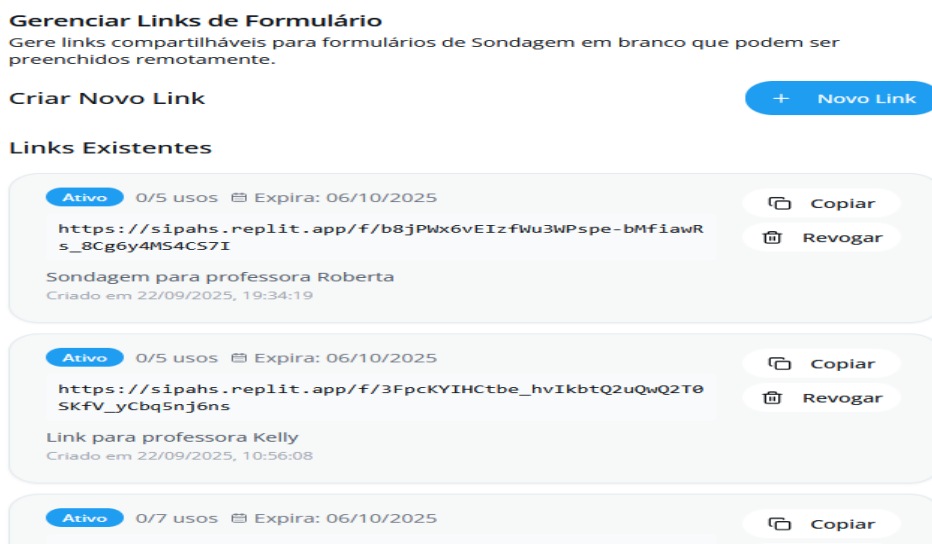 Gerenciar Links de Formulário
Gere links compartilháveis para formulários de Sondagem em branco que podem ser
preenchidos remotamente.
Criar Novo Link
+ Novo Link
Links Existentes
Ativo 0/5 usos Expira: 06/10/2025
Copiar
https://sipahs.replit.app/f/b8jPWx6vEIzfWu3WPspe-bMfiawR
s_8Cg6y4MS4CS7I
Revogar
Sondagem para professora Roberta
Criado em 22/09/2025, 19:34:19
Ativo 0/5 usos Expira: 06/10/2025
Copiar
https://sipahs.replit.app/f/3FpcKYIHCtbe_hvIkbtQ2uQwQ2T0
SKfV_yCbq5nj6ns
Revogar
Link para professora Kelly
Criado em 22/09/2025, 10:56:08
Ativo 0/7 usos Expira: 06/10/2025
Copiar